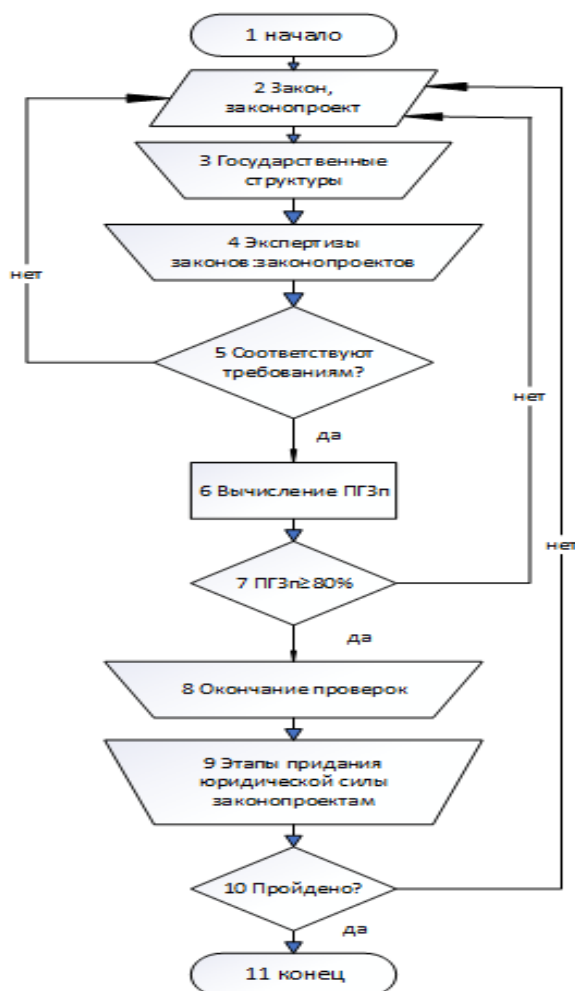 1 начало
2 Закон,
законопроект
3 Государственные
структуры
4 Экспертизы
законов:законопроектов
нет
5 Соответствуют
требованиям?
нет
да
6 Вычисление ПГЗп
нет
7 ПГЗп≥80%
да
8 Окончание проверок
9 Этапы придания
юридической силы
законопроектам
10 Пройдено?
да
11 конец